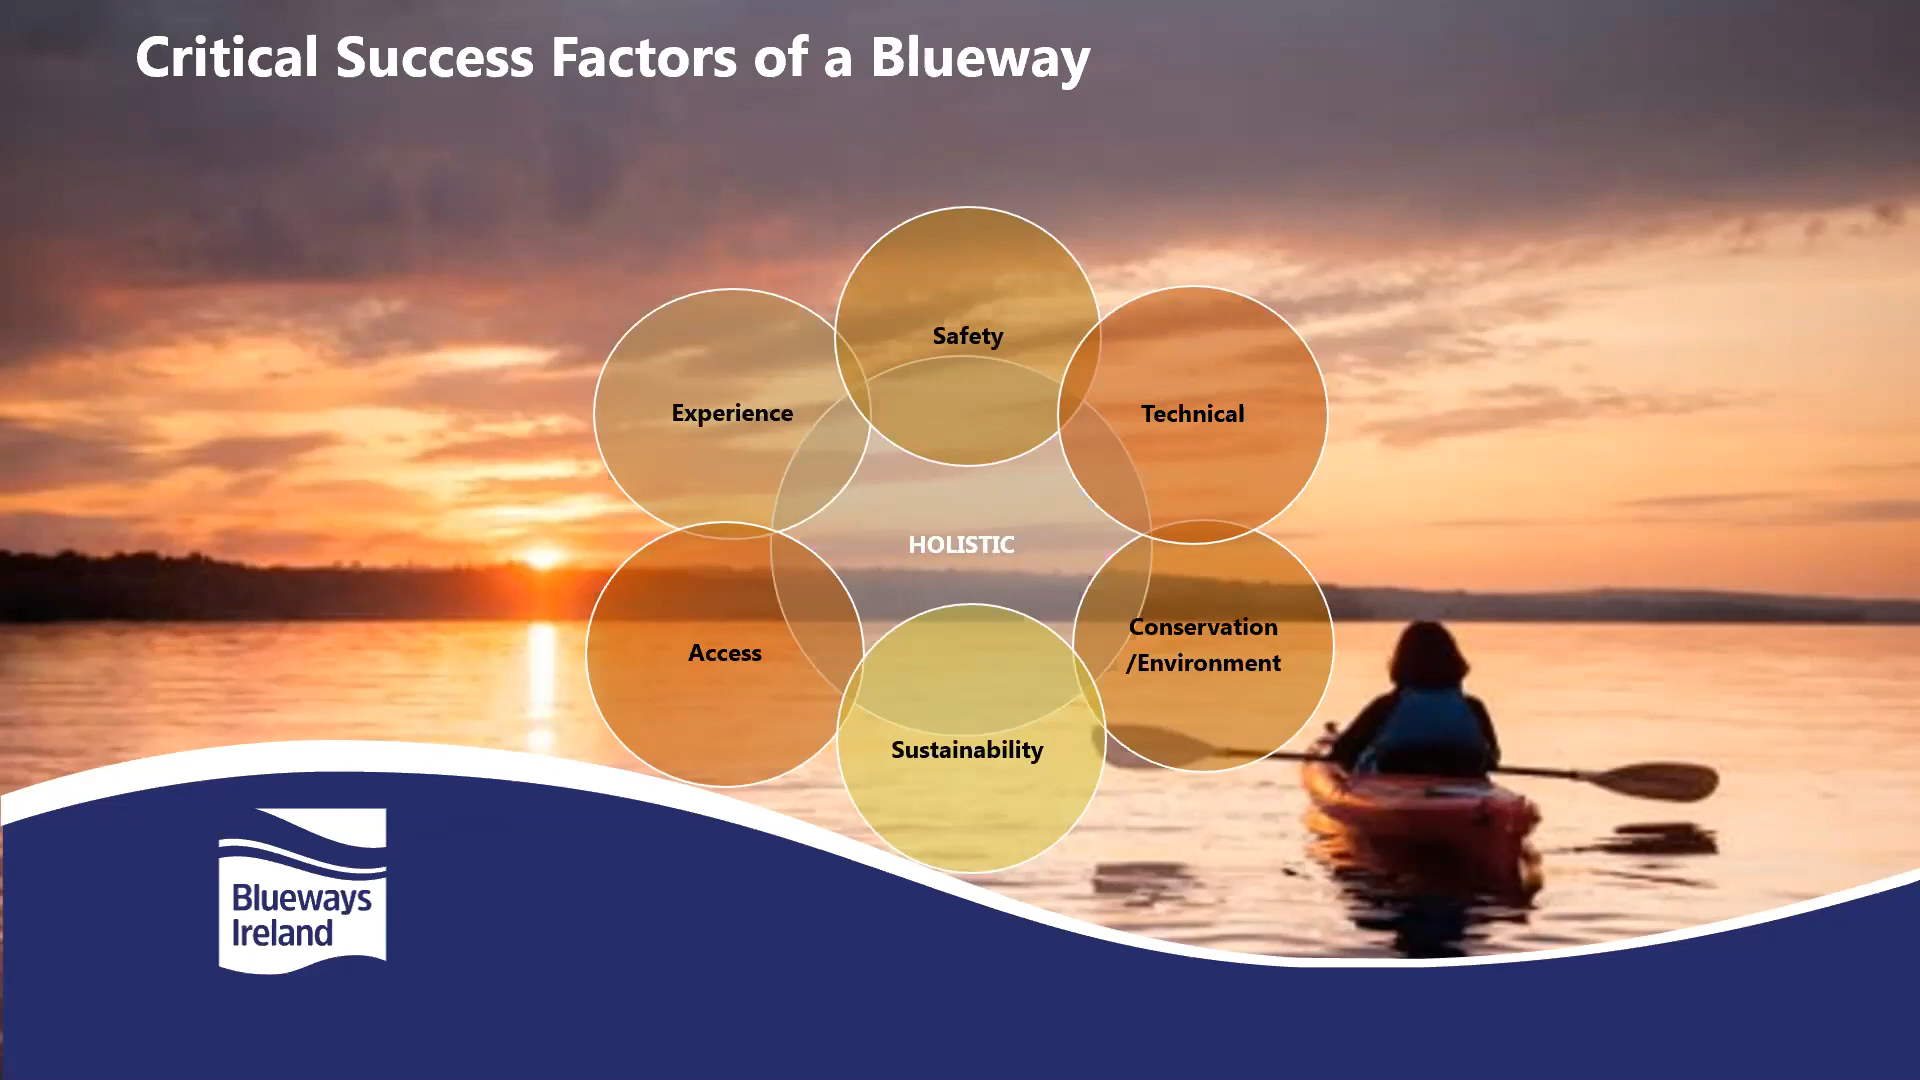 Critical Success Factors of a Blueway
Safety
Experience
Technical
HOLISTIC
Conservation
/Environment
Access
Sustainability
Blueways
Ireland